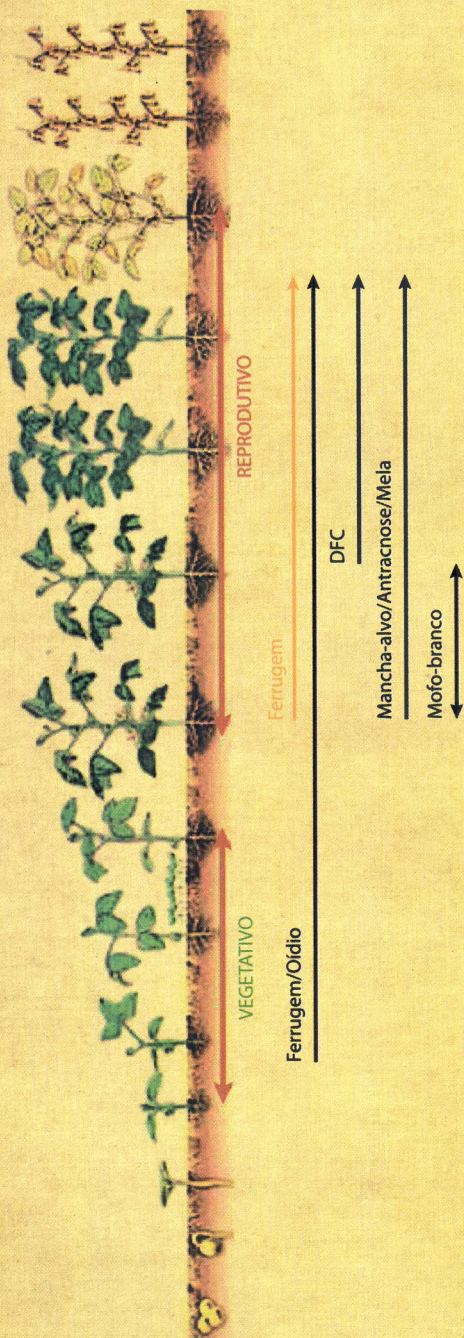 VEGETATIVO
REPRODUTIVO
Ferrugem
Ferrugem/Oídio
DFC
Mancha-alvo/Antracnose/Mela
Mofo-branco